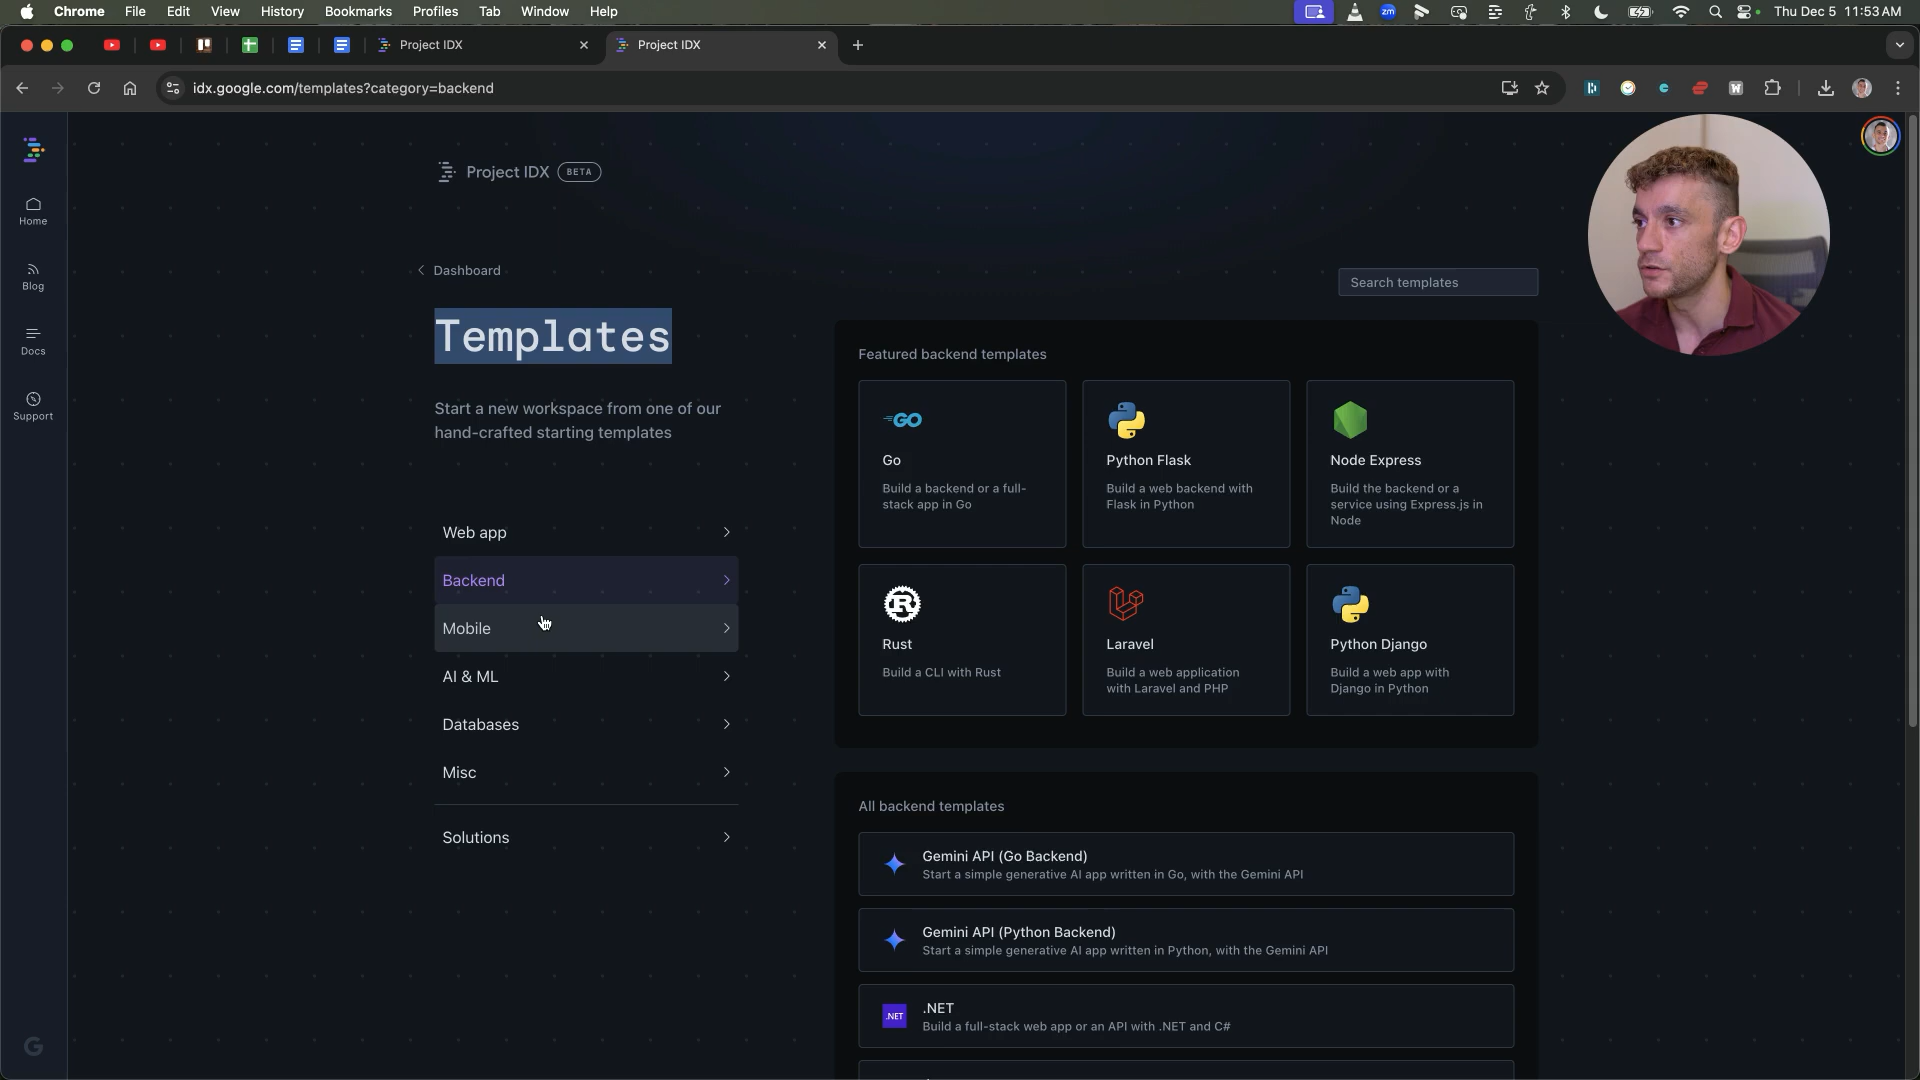 Chrome File Edit View History Bookmarks Profiles Tab Window Help
zm
Thu Dec 5 11:53 AM
Project IDX
Project IDX
idx.google.com/templates?category=backend
W
Home
Blog
Docs
Support
Project IDX BETA
Dashboard
Templates
Start a new workspace from one of our
hand-crafted starting templates
Web app
Backend
Mobile
AI & ML
Databases
Misc
Solutions
Search templates
Featured backend templates
GO
Go
Build a backend or a full-
stack app in Go
Python Flask
Build a web backend with
Flask in Python
Node Express
Build the backend or a
service using Express.js in
Node
R
Rust
Build a CLI with Rust
Laravel
Build a web application
with Laravel and PHP
Python Django
Build a web app with
Django in Python
All backend templates
Gemini API (Go Backend)
Start a simple generative AI app written in Go, with the Gemini API
Gemini API (Python Backend)
Start a simple generative AI app written in Python, with the Gemini API
.NET
.NET
Build a full-stack web app or an API with .NET and C#
G